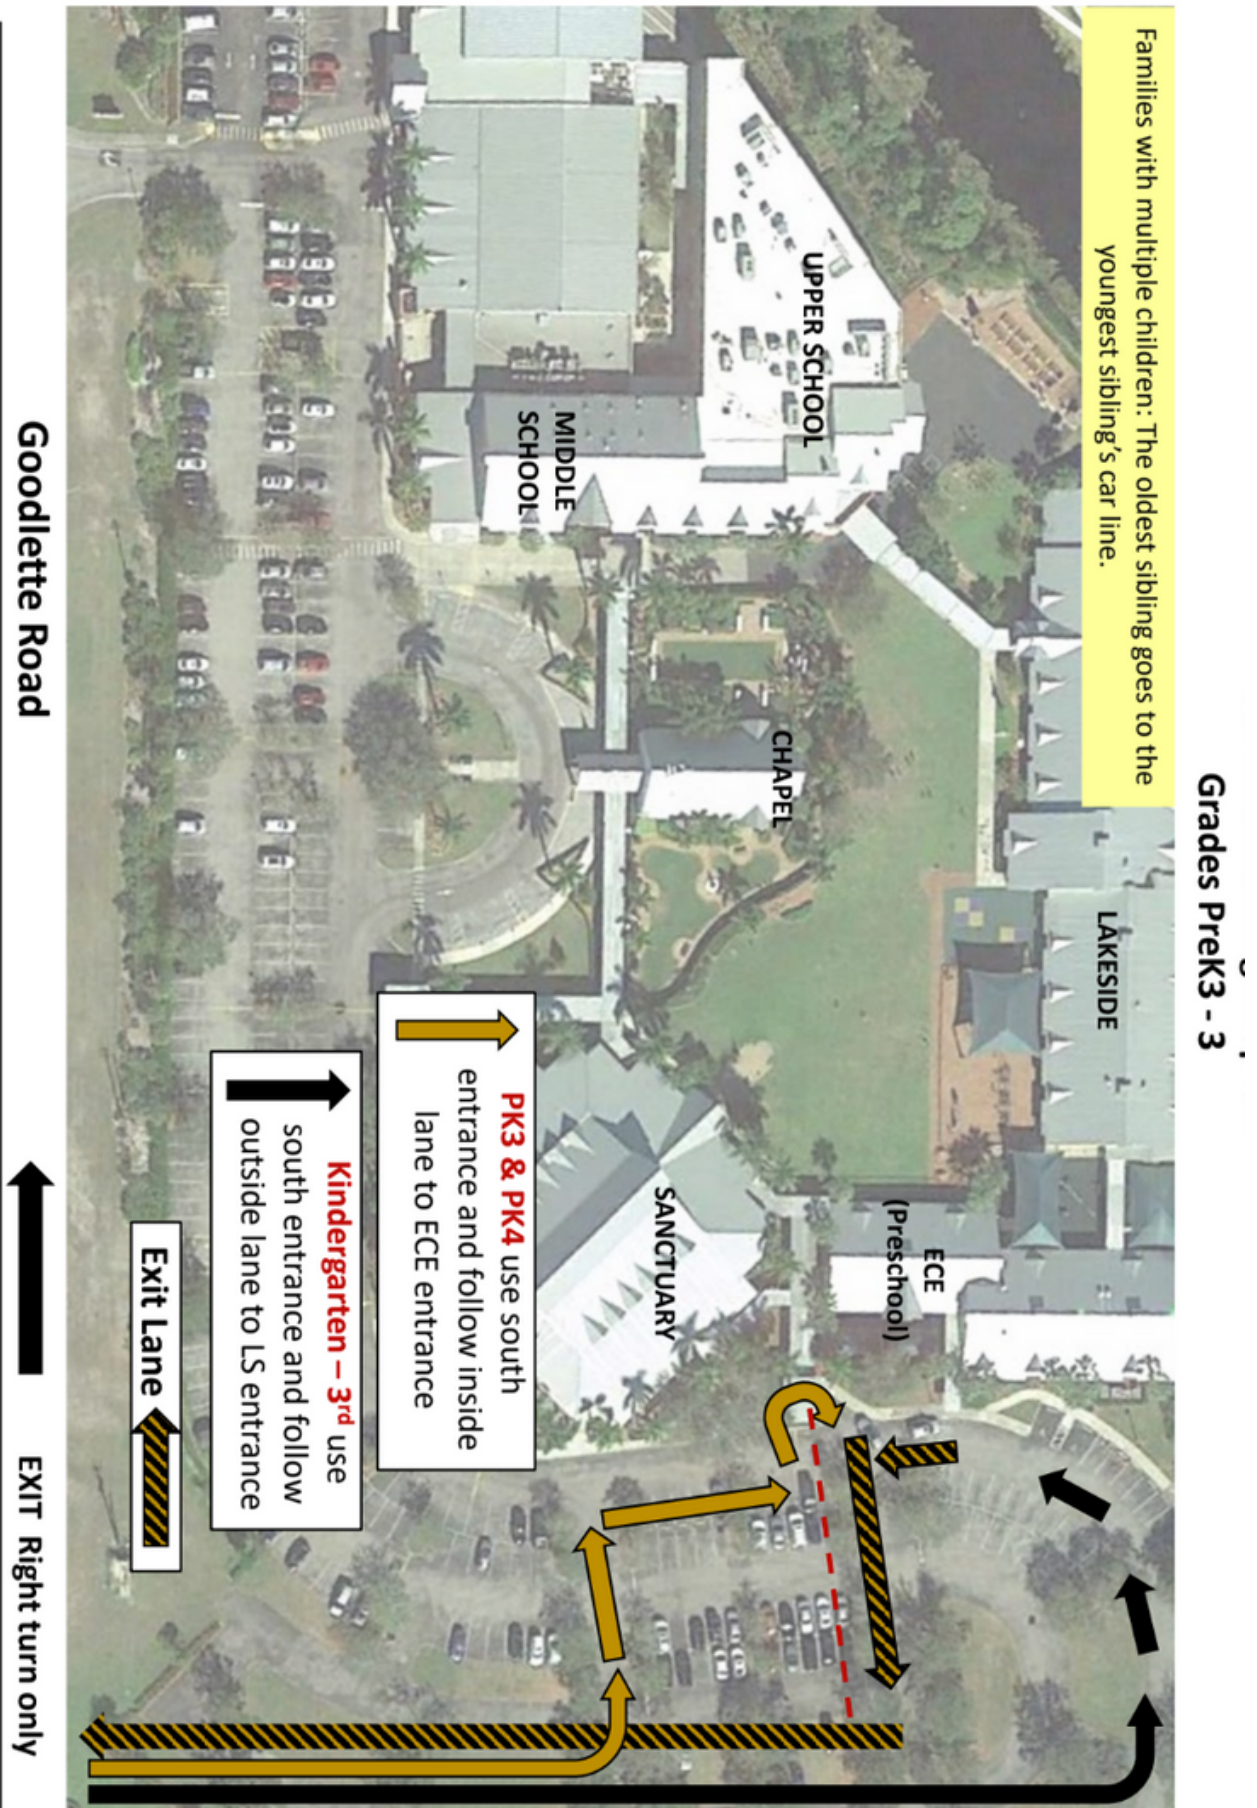 Grades PreK3 - 3
Families with multiple children: The oldest sibling goes to the
youngest sibling's car line.
UPPER SCHOOL
MIDDLE
SCHOOL
CHAPEL
LAKESIDE
ECE
(Preschool)
SANCTUARY
PK3 & PK4 use south
entrance and follow inside
lane to ECE entrance
Kindergarten – 3rd use
south entrance and follow
outside lane to LS entrance
Exit Lane
Goodlette Road
EXIT Right turn only